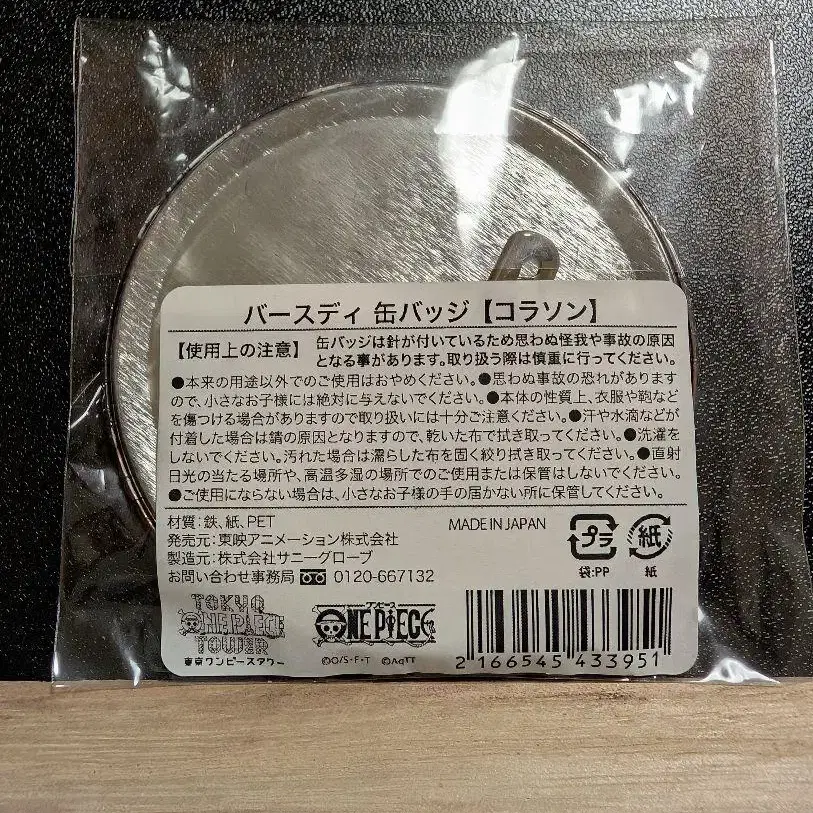 バースディ 缶バッジ【コラソン】
【使用上の注意】 缶バッジは針が付いているため思わぬ怪我や事故の原因
となる事があります。取り扱う際は慎重に行ってください。
●本来の用途以外でのご使用はおやめください。●思わぬ事故の恐れがあります
ので、小さなお子様には絶対に与えないでください。●本体の性質上、衣服や鞄など
を傷つける場合がありますので取り扱いには十分ご注意ください。●汗や水滴などが
付着した場合は錆の原因となりますので、乾いた布で拭き取ってください。●洗濯を
しないでください。汚れた場合は濡らした布を固く絞り拭き取ってください。●直射
日光の当たる場所や、高温多湿の場所でのご使用または保管はしないでください。
●ご使用にならない場合は、小さなお子様の手の届かない所に保管してください。
材質:鉄、紙、PET
MADE IN JAPAN
発売元:東映アニメーション株式会社
製造元:株式会社サニーグローブ
お問い合わせ事務局 0120-667132
プラ
紙
袋:PP
紙
TOKYO
ONE PIECE
TOWER
東京ワンピースタワー
ワンピース
ONE PIECE
©O/S・F・T ©AqTT
2 166545 433951